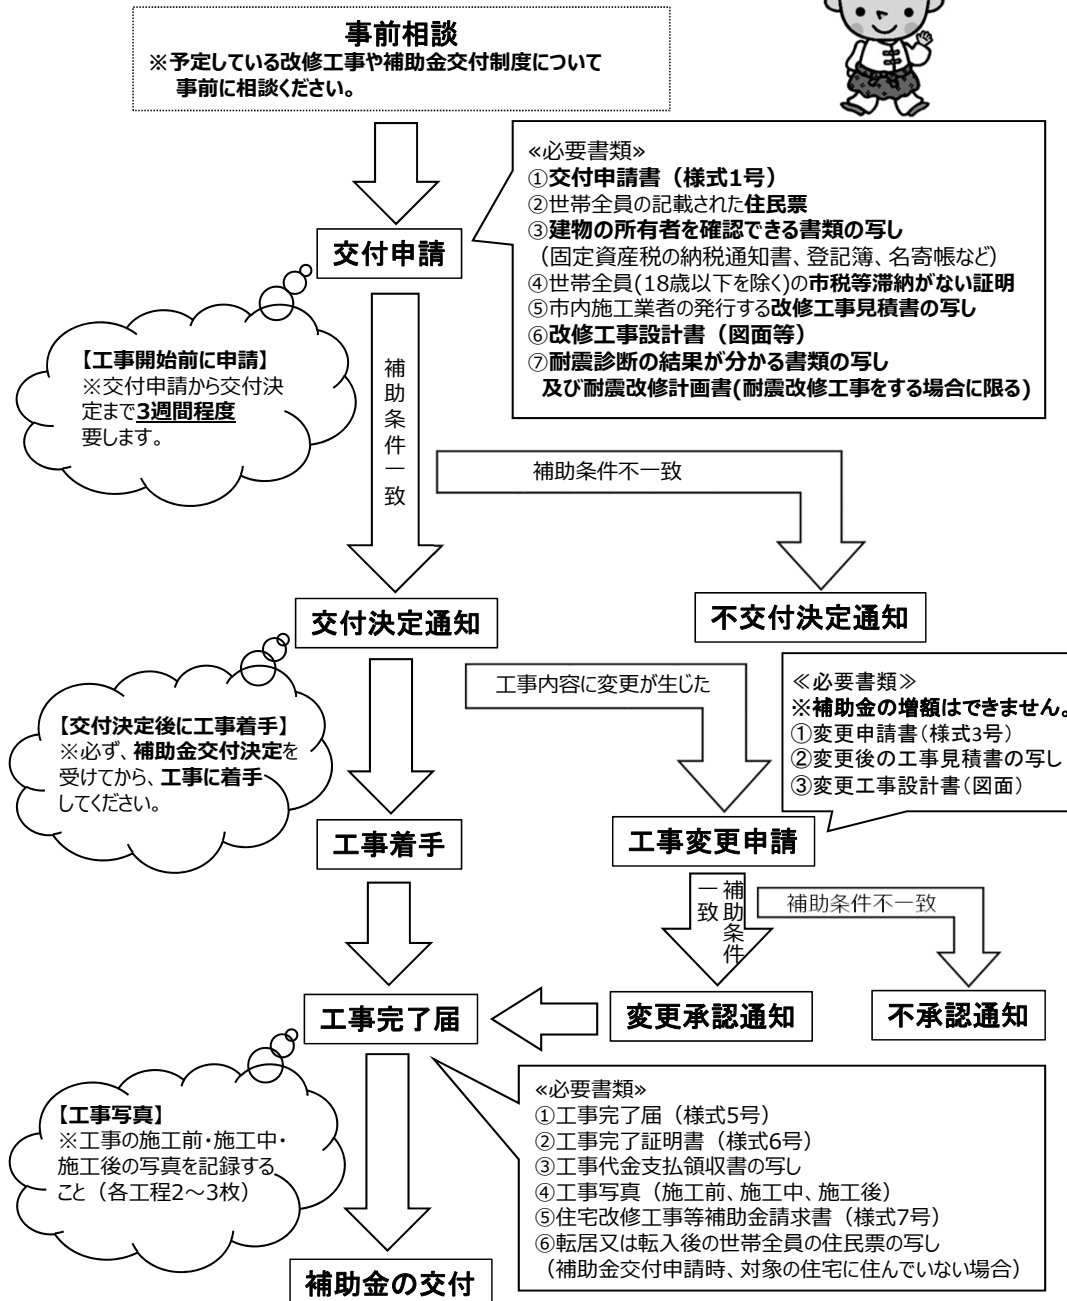 事前相談
※予定している改修工事や補助金交付制度について
事前に相談ください。
≪必要書類≫
①交付申請書（様式1号）
②世帯全員の記載された住民票
③建物の所有者を確認できる書類の写し
（固定資産税の納税通知書、登記簿、名寄帳など）
④世帯全員(18歳以下を除く)の市税等滞納がない証明
⑤市内施工業者の発行する改修工事見積書の写し
⑥改修工事設計書（図面等）
⑦耐震診断の結果が分かる書類の写し
及び耐震改修計画書(耐震改修工事をする場合に限る)
交付申請
【工事開始前に申請】
※交付申請から交付決
定まで3週間程度
要します。
補助条件一致
補助条件不一致
交付決定通知
不交付決定通知
工事内容に変更が生じた
≪必要書類≫
※補助金の増額はできません。
①変更申請書（様式3号）
②変更後の工事見積書の写し
③変更工事設計書（図面）
【交付決定後に工事着手】
※必ず、補助金交付決定を
受けてから、工事に着手
してください。
工事着手
工事変更申請
補助条件
一致
補助条件不一致
工事完了届
変更承認通知
不承認通知
【工事写真】
※工事の施工前・施工中・
施工後の写真を記録する
こと（各工程2～3枚）
≪必要書類≫
①工事完了届（様式5号）
②工事完了証明書（様式6号）
③工事代金支払領収書の写し
④工事写真（施工前、施工中、施工後）
⑤住宅改修工事等補助金請求書（様式7号）
⑥転居又は転入後の世帯全員の住民票の写し
（補助金交付申請時、対象の住宅に住んでいない場合）
補助金の交付